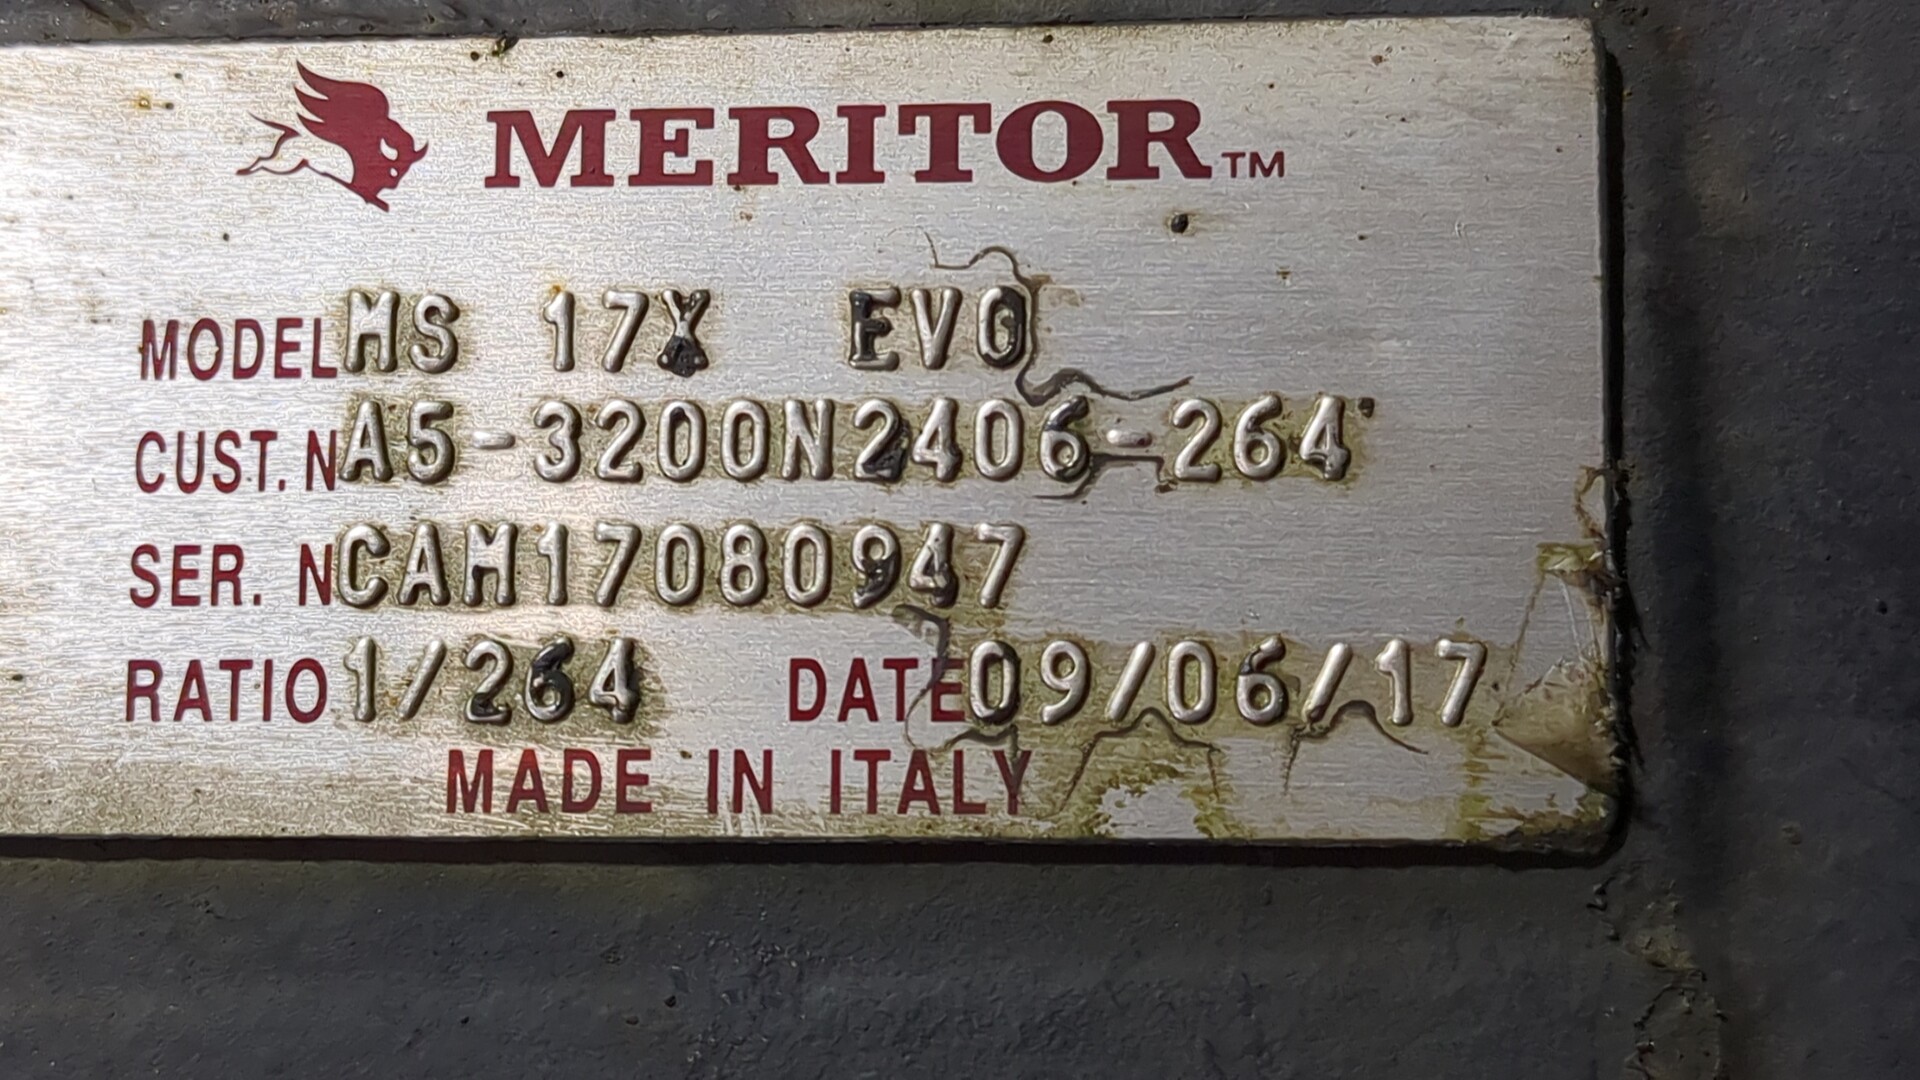 MERITOR™
MODEL MS 17X EVO
CUST. N A5-3200N2406-264
SER. N CAM17080947
RATIO 1/264 DATE 09/06/17
MADE IN ITALY